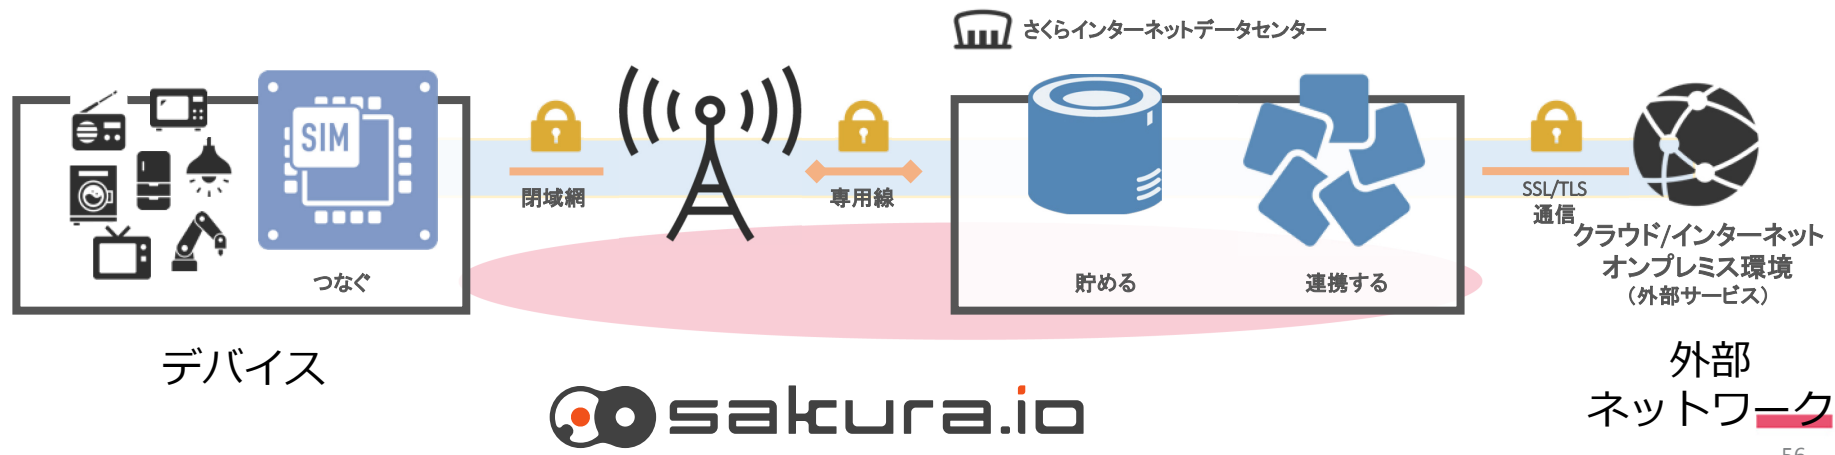 さくらインターネットデータセンター
SIM
閉域網
専用線
SSL/TLS
通信
クラウド/インターネット
オンプレミス環境
（外部サービス）
つなぐ
貯める
連携する
デバイス
外部
ネットワーク
sakura.io
56